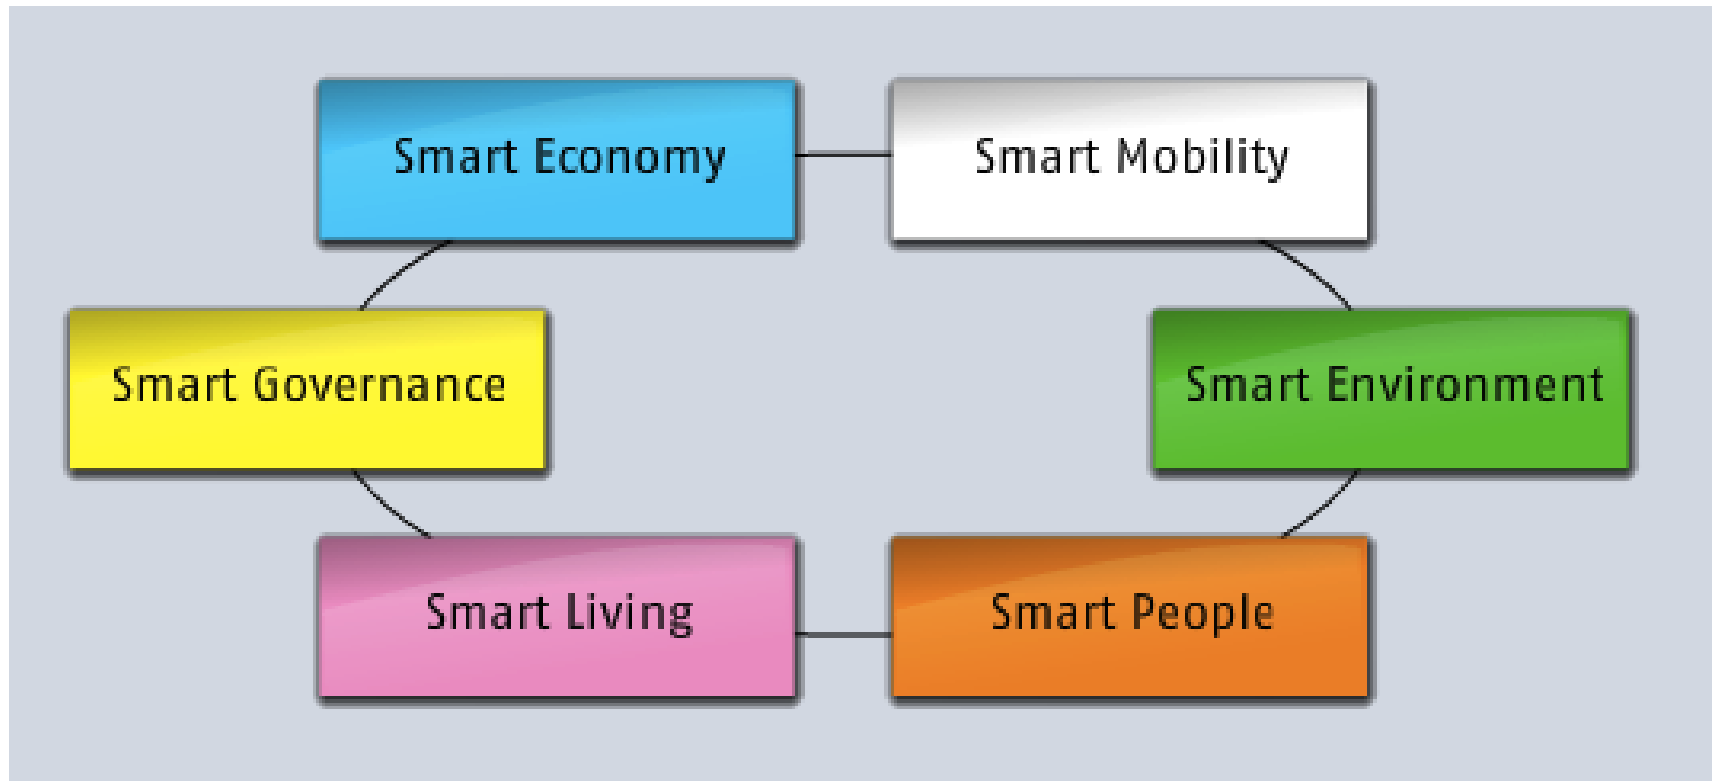 Smart Economy
Smart Mobility
Smart Governance
Smart Environment
Smart Living
Smart People